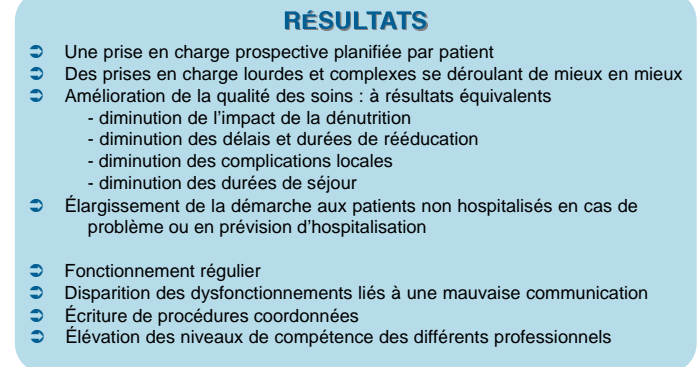 RÉSULTATS
➲ Une prise en charge prospective planifiée par patient
➲ Des prises en charge lourdes et complexes se déroulant de mieux en mieux
➲ Amélioration de la qualité des soins : à résultats équivalents
- diminution de l'impact de la dénutrition
- diminution des délais et durées de rééducation
- diminution des complications locales
- diminution des durées de séjour
➲ Élargissement de la démarche aux patients non hospitalisés en cas de
problème ou en prévision d'hospitalisation
➲ Fonctionnement régulier
➲ Disparition des dysfonctionnements liés à une mauvaise communication
➲ Écriture de procédures coordonnées
➲ Élévation des niveaux de compétence des différents professionnels